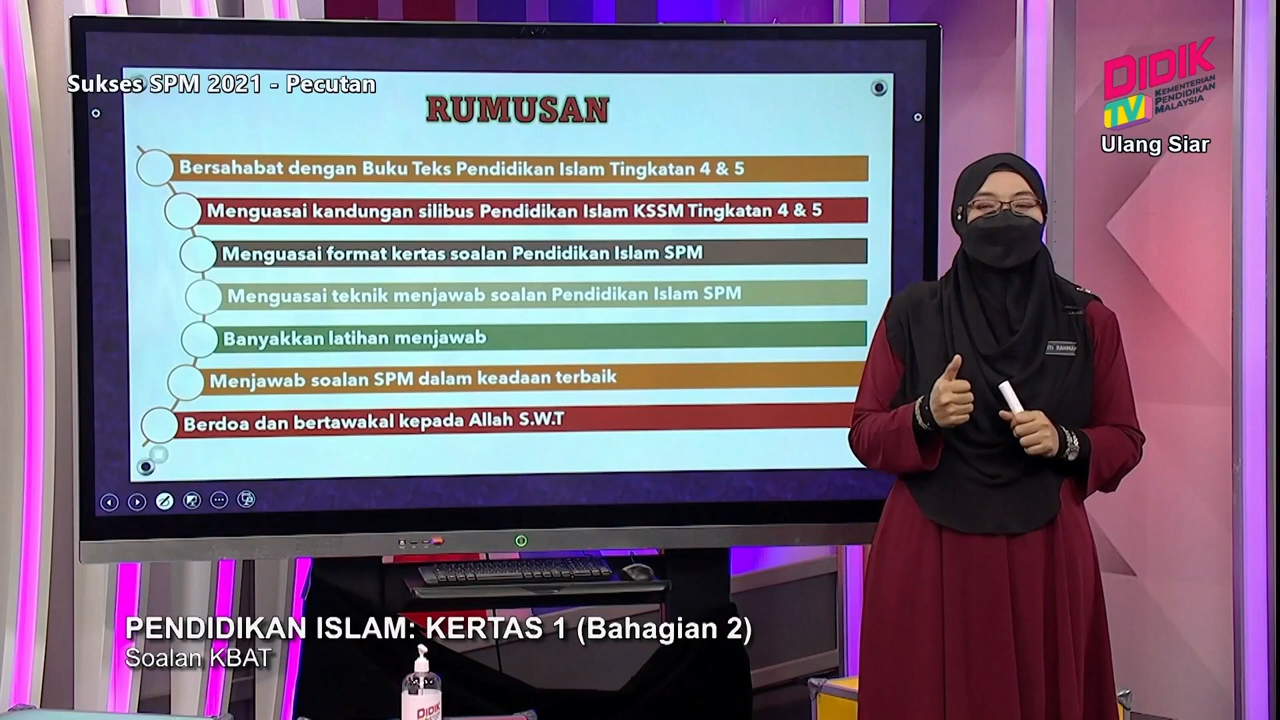 Sukses SPM 2021 - Pecutan
RUMUSAN
Bersahabat dengan Buku Teks Pendidikan Islam Tingkatan 4 & 5
Menguasai kandungan silibus Pendidikan Islam KSSM Tingkatan 4 & 5
Menguasai format kertas soalan Pendidikan Islam SPM
Menguasai teknik menjawab soalan Pendidikan Islam SPM
Banyakkan latihan menjawab
Menjawab soalan SPM dalam keadaan terbaik
Berdoa dan bertawakal kepada Allah S.W.T
DIDIK
TV
KEMENTERIAN
PENDIDIKAN
MALAYSIA
Ulang Siar
PENDIDIKAN ISLAM: KERTAS 1 (Bahagian 2)
Soalan KBAT
DIDIK